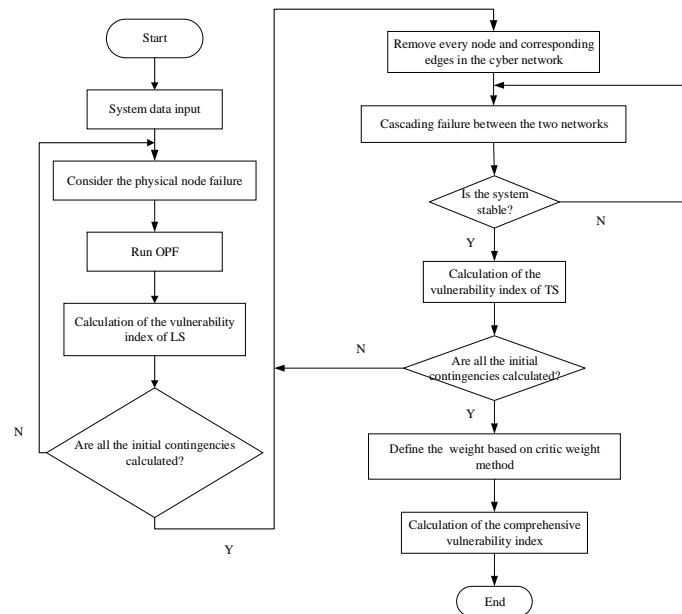 Start
System data input
Consider the physical node failure
Run OPF
Calculation of the vulnerability
index of LS
N
Are all the initial contingencies
calculated?
Y
Remove every node and corresponding
edges in the cyber network
Cascading failure between the two networks
Is the system
stable?
N
Y
Calculation of the
vulnerability index of TS
N
Are all the initial
contingencies calculated?
Y
Define the weight based on critic weight
method
Calculation of the comprehensive
vulnerability index
End